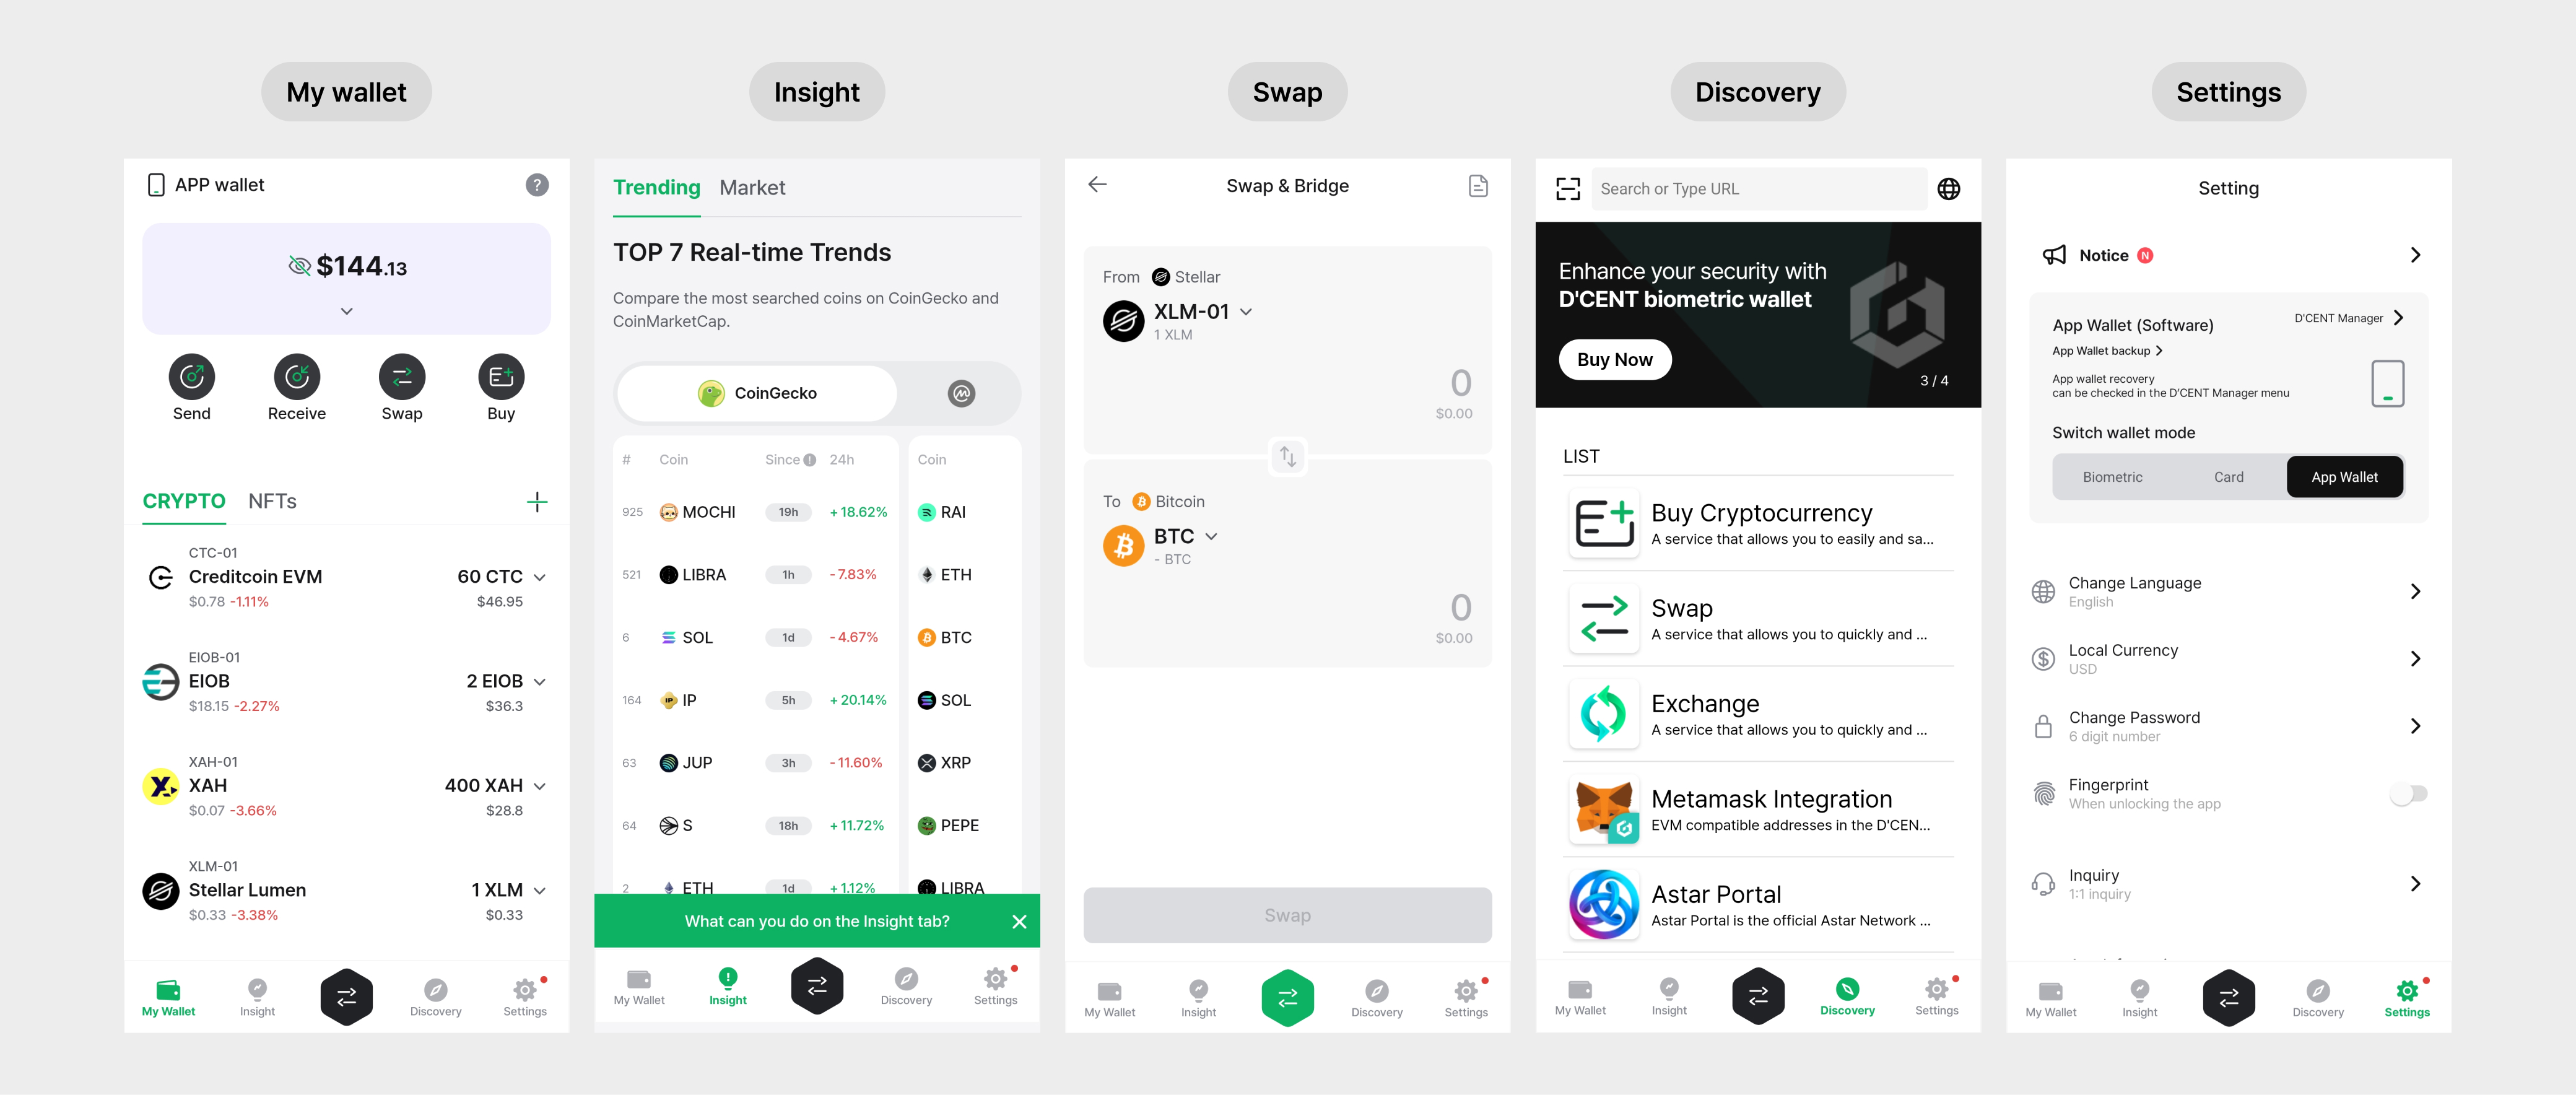 My wallet
APP wallet
?
$144.13
Send
Receive
Swap
Buy
CRYPTO
NFTs
CTC-01
Creditcoin EVM
60 CTC
$0.78 -1.11%
$46.95
EIOB-01
EIOB
2 EIOB
$18.15 -2.27%
$36.3
XAH-01
XAH
400 XAH
$0.07 -3.66%
$28.8
XLM-01
Stellar Lumen
1 XLM
$0.33 -3.38%
$0.33
My Wallet
Insight
Discovery
Settings
Insight
Trending
Market
TOP 7 Real-time Trends
Compare the most searched coins on CoinGecko and
CoinMarketCap.
CoinGecko
# Coin Since 24h
Coin
925 MOCHI 19h +18.62%
RAI
521 LIBRA 1h -7.83%
ETH
6 SOL 1d -4.67%
BTC
164 IP 5h +20.14%
SOL
63 JUP 3h -11.60%
XRP
64 S 18h +11.72%
PEPE
2 ETH 1d +1.12%
LIBRA
What can you do on the Insight tab?
My Wallet
Insight
Discovery
Settings
Swap
Swap & Bridge
From Stellar
XLM-01
1 XLM
0
$0.00
To Bitcoin
BTC
- BTC
0
$0.00
Swap
My Wallet
Insight
Discovery
Settings
Discovery
Search or Type URL
Enhance your security with
D'CENT biometric wallet
Buy Now
3 / 4
LIST
Buy Cryptocurrency
A service that allows you to easily and sa...
Swap
A service that allows you to quickly and ...
Exchange
A service that allows you to quickly and ...
Metamask Integration
EVM compatible addresses in the D'CEN...
Astar Portal
Astar Portal is the official Astar Network ...
My Wallet
Insight
Discovery
Settings
Settings
Setting
Notice N
App Wallet (Software)
D'CENT Manager
App Wallet backup
App wallet recovery
can be checked in the D'CENT Manager menu
Switch wallet mode
Biometric
Card
App Wallet
Change Language
English
Local Currency
USD
Change Password
6 digit number
Fingerprint
When unlocking the app
Inquiry
1:1 inquiry
My Wallet
Insight
Discovery
Settings